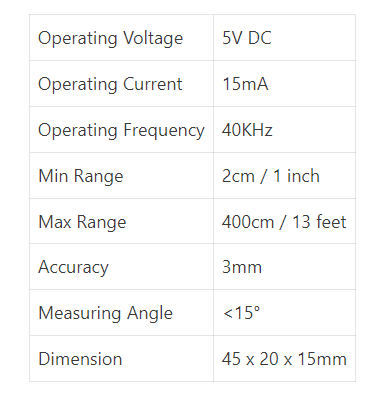 Operating Voltage 5V DC
Operating Current 15mA
Operating Frequency 40KHz
Min Range 2cm / 1 inch
Max Range 400cm / 13 feet
Accuracy 3mm
Measuring Angle <15°
Dimension 45 x 20 x 15mm